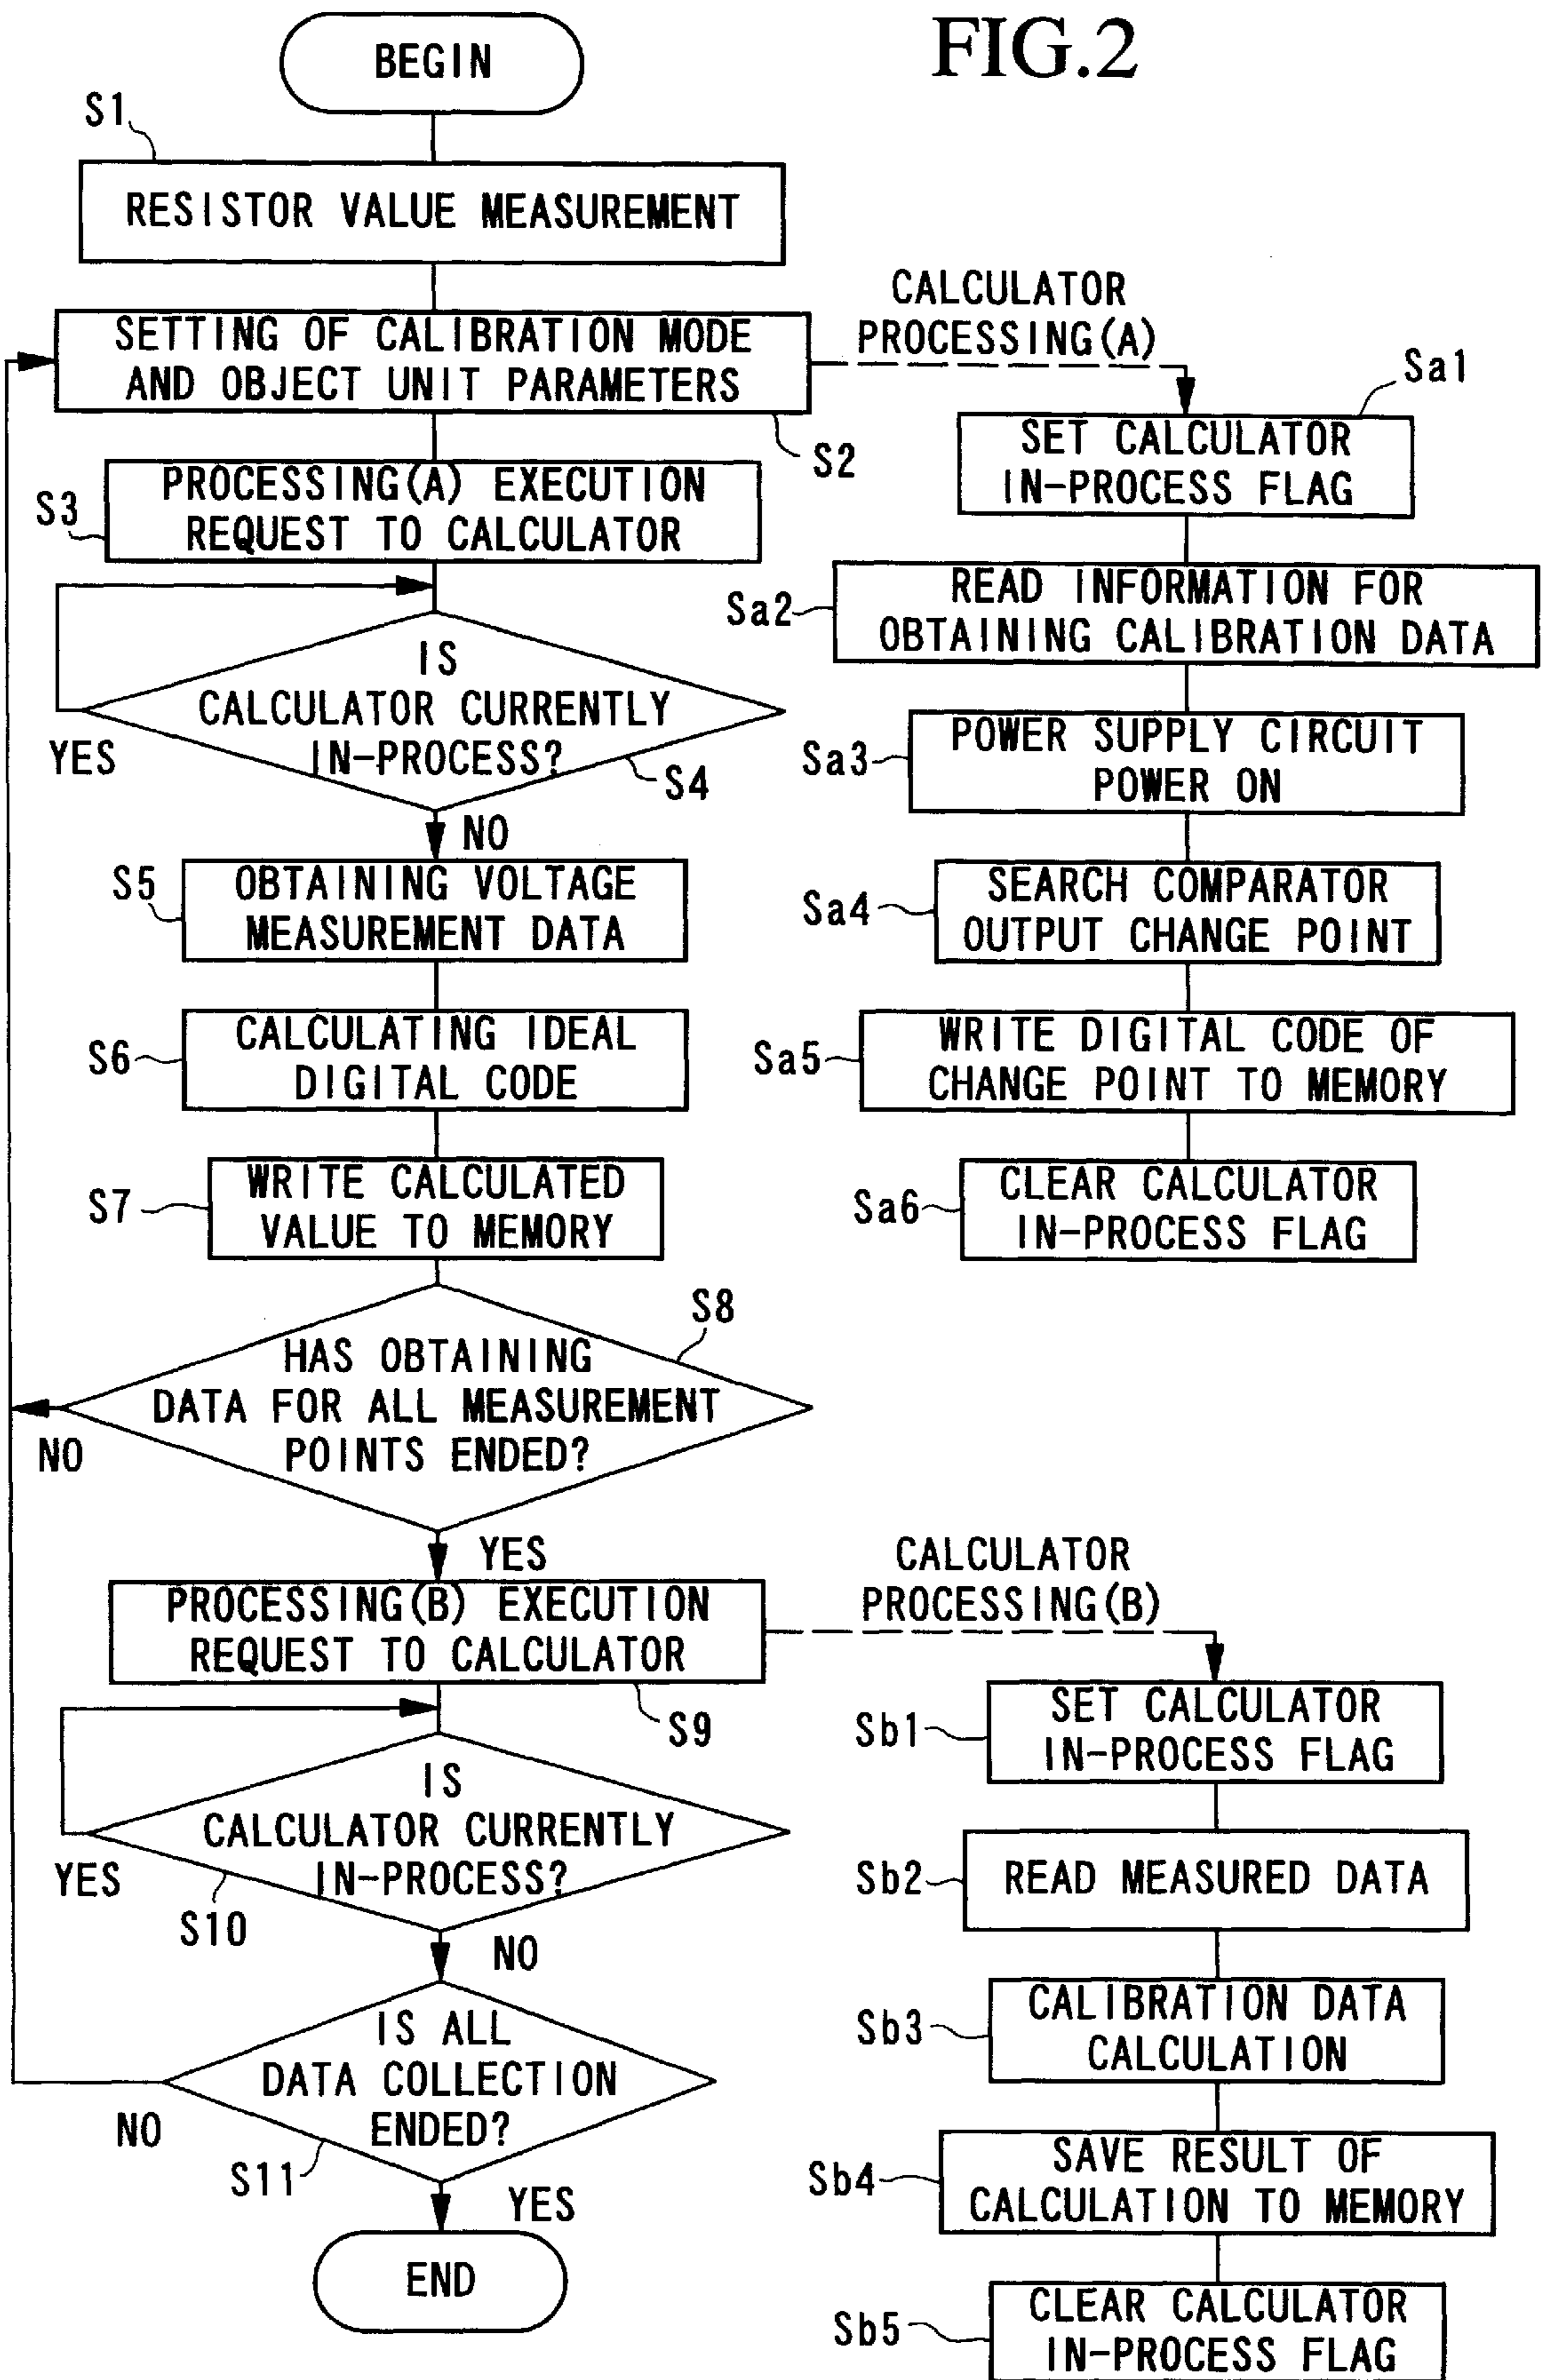 FIG.2
BEGIN
S1
RESISTOR VALUE MEASUREMENT
SETTING OF CALIBRATION MODE
AND OBJECT UNIT PARAMETERS
S2
PROCESSING(A) EXECUTION
REQUEST TO CALCULATOR
S3
IS
CALCULATOR CURRENTLY
IN-PROCESS?
YES
S4
NO
S5
OBTAINING VOLTAGE
MEASUREMENT DATA
S6
CALCULATING IDEAL
DIGITAL CODE
S7
WRITE CALCULATED
VALUE TO MEMORY
S8
HAS OBTAINING
DATA FOR ALL MEASUREMENT
POINTS ENDED?
NO
YES
PROCESSING(B) EXECUTION
REQUEST TO CALCULATOR
S9
IS
CALCULATOR CURRENTLY
IN-PROCESS?
YES
S10
NO
IS ALL
DATA COLLECTION
ENDED?
NO
S11
YES
END
CALCULATOR
PROCESSING(A)
Sa1
SET CALCULATOR
IN-PROCESS FLAG
Sa2
READ INFORMATION FOR
OBTAINING CALIBRATION DATA
Sa3
POWER SUPPLY CIRCUIT
POWER ON
Sa4
SEARCH COMPARATOR
OUTPUT CHANGE POINT
Sa5
WRITE DIGITAL CODE OF
CHANGE POINT TO MEMORY
Sa6
CLEAR CALCULATOR
IN-PROCESS FLAG
CALCULATOR
PROCESSING(B)
Sb1
SET CALCULATOR
IN-PROCESS FLAG
Sb2
READ MEASURED DATA
Sb3
CALIBRATION DATA
CALCULATION
Sb4
SAVE RESULT OF
CALCULATION TO MEMORY
Sb5
CLEAR CALCULATOR
IN-PROCESS FLAG